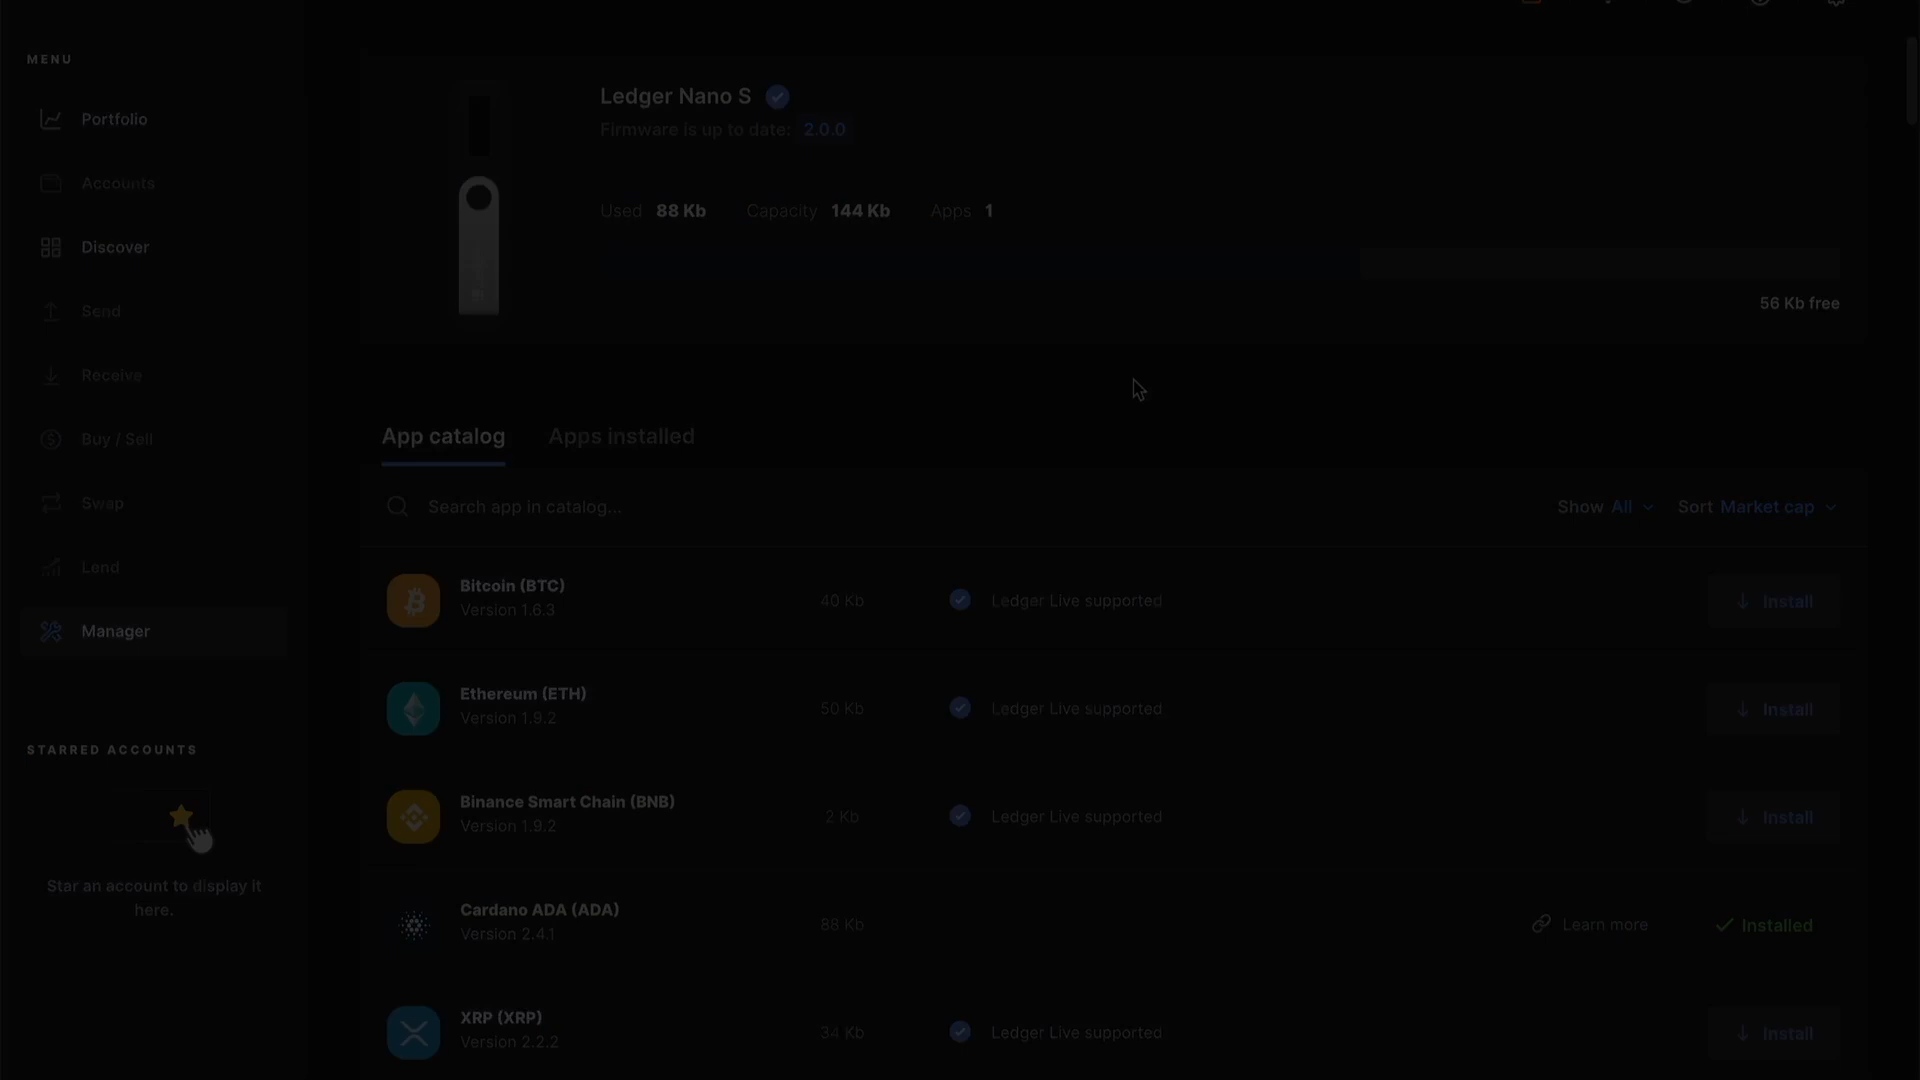 MENU
Portfolio
Accounts
Discover
Send
Receive
Buy / Sell
Swap
Lend
Manager
STARRED ACCOUNTS
Star an account to display it
here.
Ledger Nano S
Firmware is up to date: 2.0.0
Used 88 Kb Capacity 144 Kb Apps 1
56 Kb free
App catalog Apps installed
Search app in catalog... Show All Sort Market cap
Bitcoin (BTC)
Version 1.6.3
40 Kb Ledger Live supported Install
Ethereum (ETH)
Version 1.9.2
50 Kb Ledger Live supported Install
Binance Smart Chain (BNB)
Version 1.9.2
2 Kb Ledger Live supported Install
Cardano ADA (ADA)
Version 2.4.1
88 Kb Learn more Installed
XRP (XRP)
Version 2.2.2
34 Kb Ledger Live supported Install